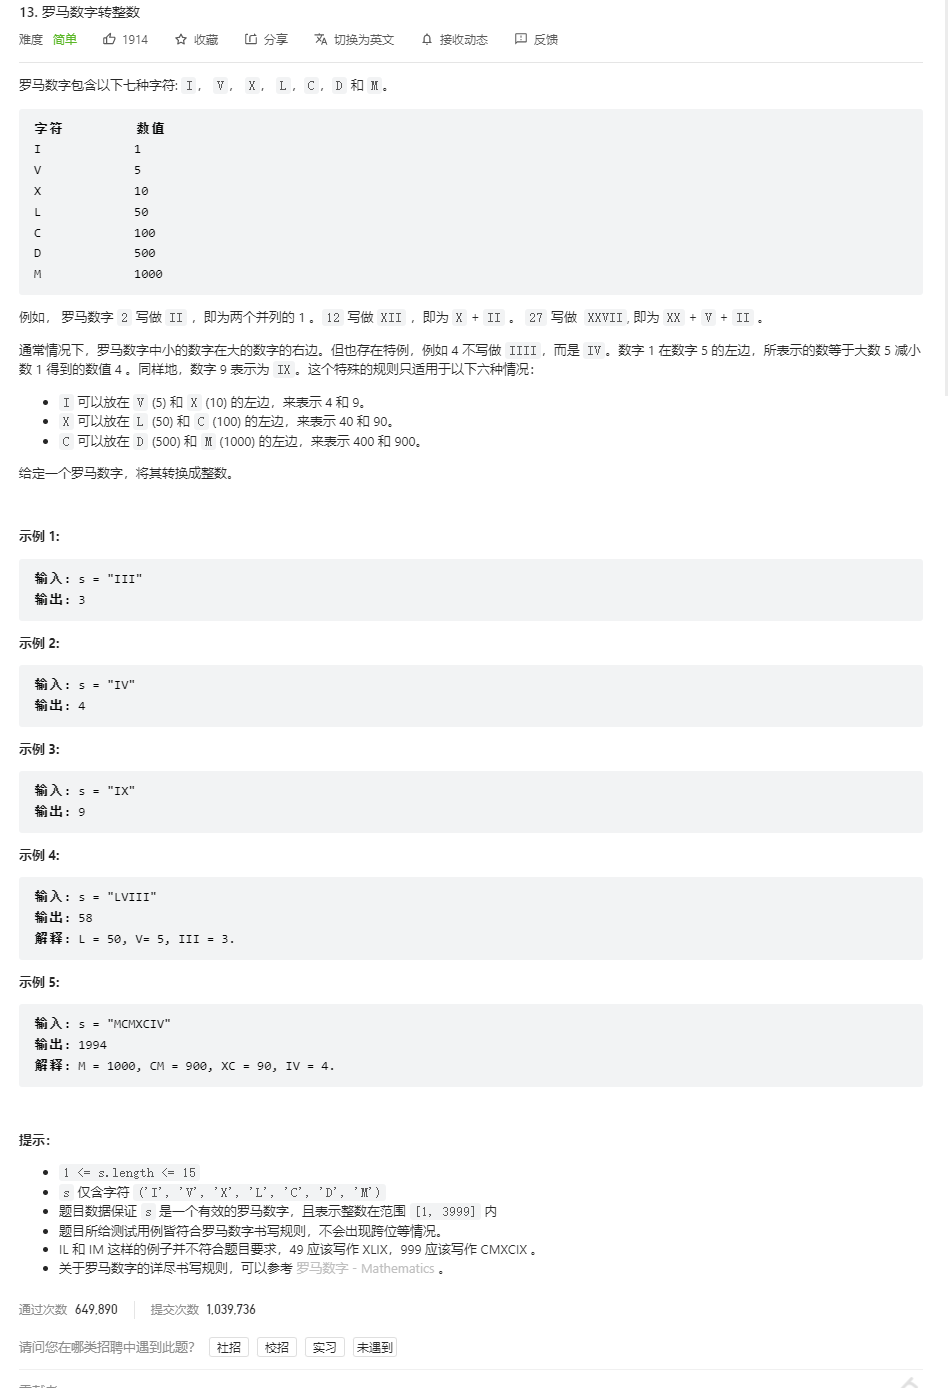 13. 罗马数字转整数
难度 简单 1914 收藏 分享 切换为英文 接收动态 反馈
罗马数字包含以下七种字符: I， V， X， L，C，D 和 M。
字符 数值
I 1
V 5
X 10
L 50
C 100
D 500
M 1000
例如， 罗马数字 2 写做 II ，即为两个并列的 1 。12 写做 XII ，即为 X + II 。 27 写做 XXVII, 即为 XX + V + II 。
通常情况下，罗马数字中小的数字在大的数字的右边。但也存在特例，例如 4 不写做 IIII，而是 IV。数字 1 在数字 5 的左边，所表示的数等于大数 5 减小
数 1 得到的数值 4 。同样地，数字 9 表示为 IX。这个特殊的规则只适用于以下六种情况：
I 可以放在 V (5) 和 X (10) 的左边，来表示 4 和 9。
X 可以放在 L (50) 和 C (100) 的左边，来表示 40 和 90。
C 可以放在 D (500) 和 M (1000) 的左边，来表示 400 和 900。
给定一个罗马数字，将其转换成整数。
示例 1:
输入: s = "III"
输出: 3
示例 2:
输入: s = "IV"
输出: 4
示例 3:
输入: s = "IX"
输出: 9
示例 4:
输入: s = "LVIII"
输出: 58
解释: L = 50, V= 5, III = 3.
示例 5:
输入: s = "MCMXCIV"
输出: 1994
解释: M = 1000, CM = 900, XC = 90, IV = 4.
提示：
1 <= s.length <= 15
s 仅含字符 ('I', 'V', 'X', 'L', 'C', 'D', 'M')
题目数据保证 s 是一个有效的罗马数字，且表示整数在范围 [1, 3999] 内
题目所给测试用例皆符合罗马数字书写规则，不会出现跨位等情况。
IL 和 IM 这样的例子并不符合题目要求，49 应该写作 XLIX，999 应该写作 CMXCIX 。
关于罗马数字的详尽书写规则，可以参考 罗马数字 - Mathematics 。
通过次数 649,890 提交次数 1,039,736
请问您在哪类招聘中遇到此题？ 社招 校招 实习 未遇到